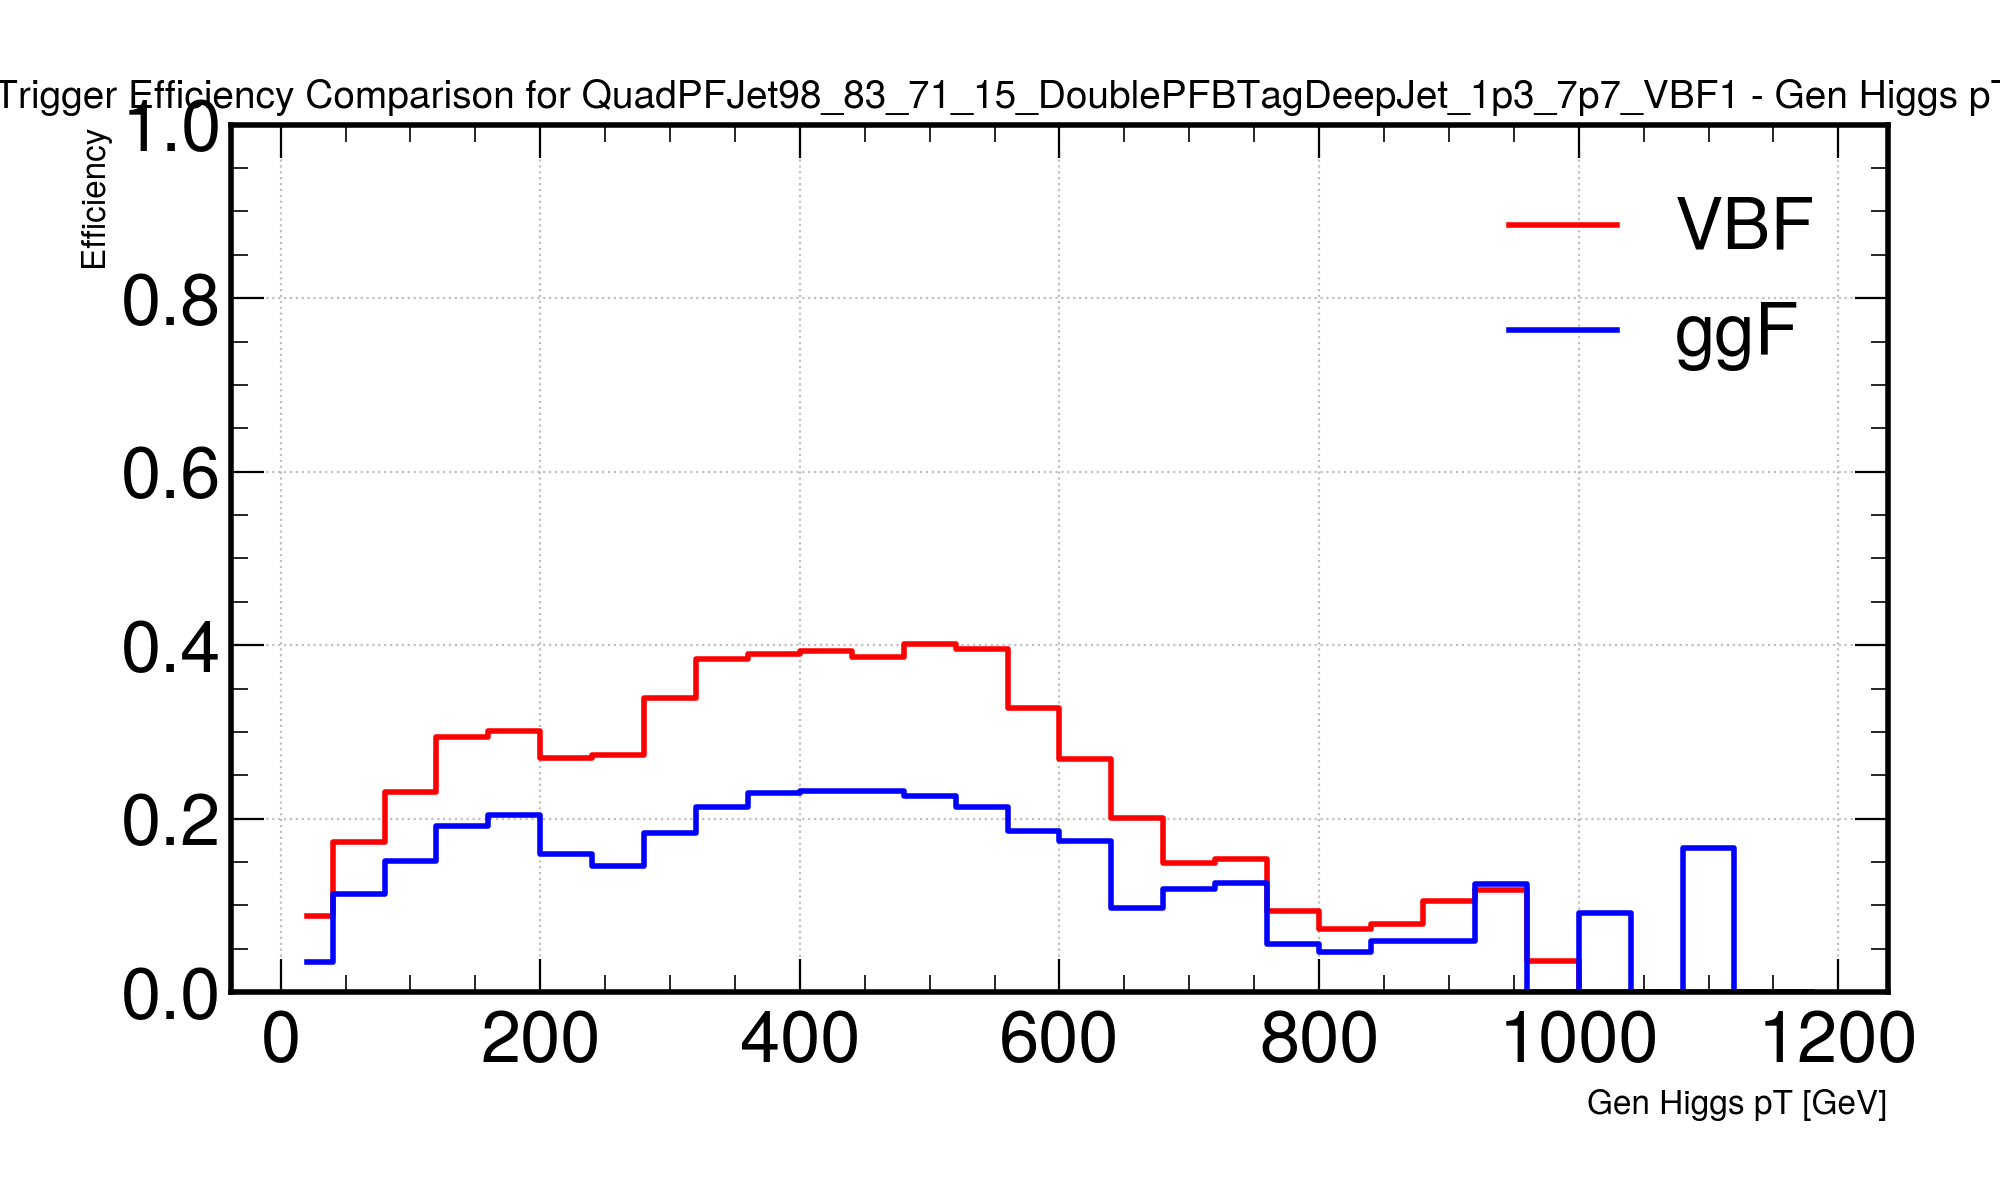 Trigger Efficiency Comparison for QuadPFJet98_83_71_15_DoublePFBTagDeepJet_1p3_7p7_VBF1 - Gen Higgs pT
Efficiency
1.0
0.8
0.6
0.4
0.2
0.0
VBF
ggF
0 200 400 600 800 1000 1200
Gen Higgs pT [GeV]